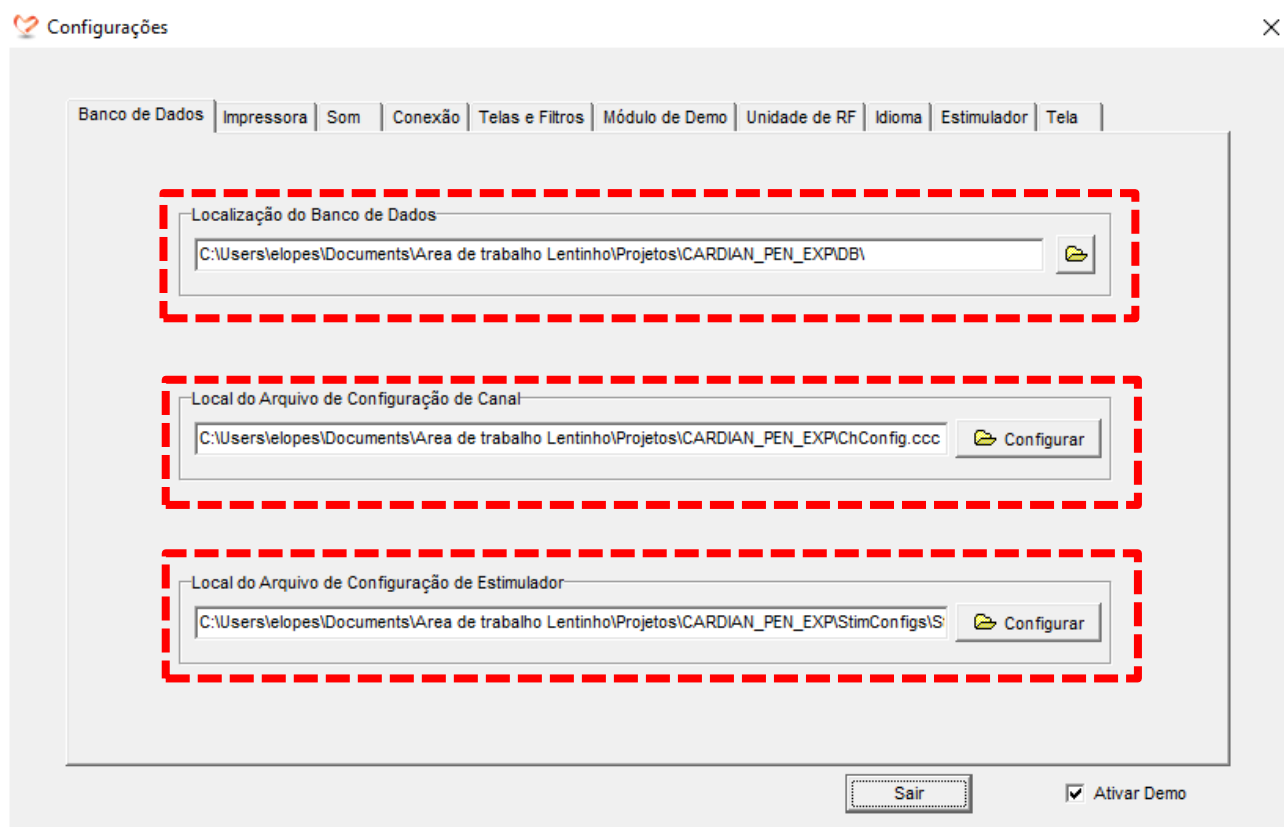 Configurações
Banco de Dados Impressora Som Conexão Telas e Filtros Módulo de Demo Unidade de RF Idioma Estimulador Tela
Localização do Banco de Dados
C:\Users\elopes\Documents\Area de trabalho Lentinho\Projetos\CARDIAN_PEN_EXP\DB\
Local do Arquivo de Configuração de Canal
C:\Users\elopes\Documents\Area de trabalho Lentinho\Projetos\CARDIAN_PEN_EXP\ChConfig.ccc Configurar
Local do Arquivo de Configuração de Estimulador
C:\Users\elopes\Documents\Area de trabalho Lentinho\Projetos\CARDIAN_PEN_EXP\StimConfigs\S Configurar
Sair Ativar Demo